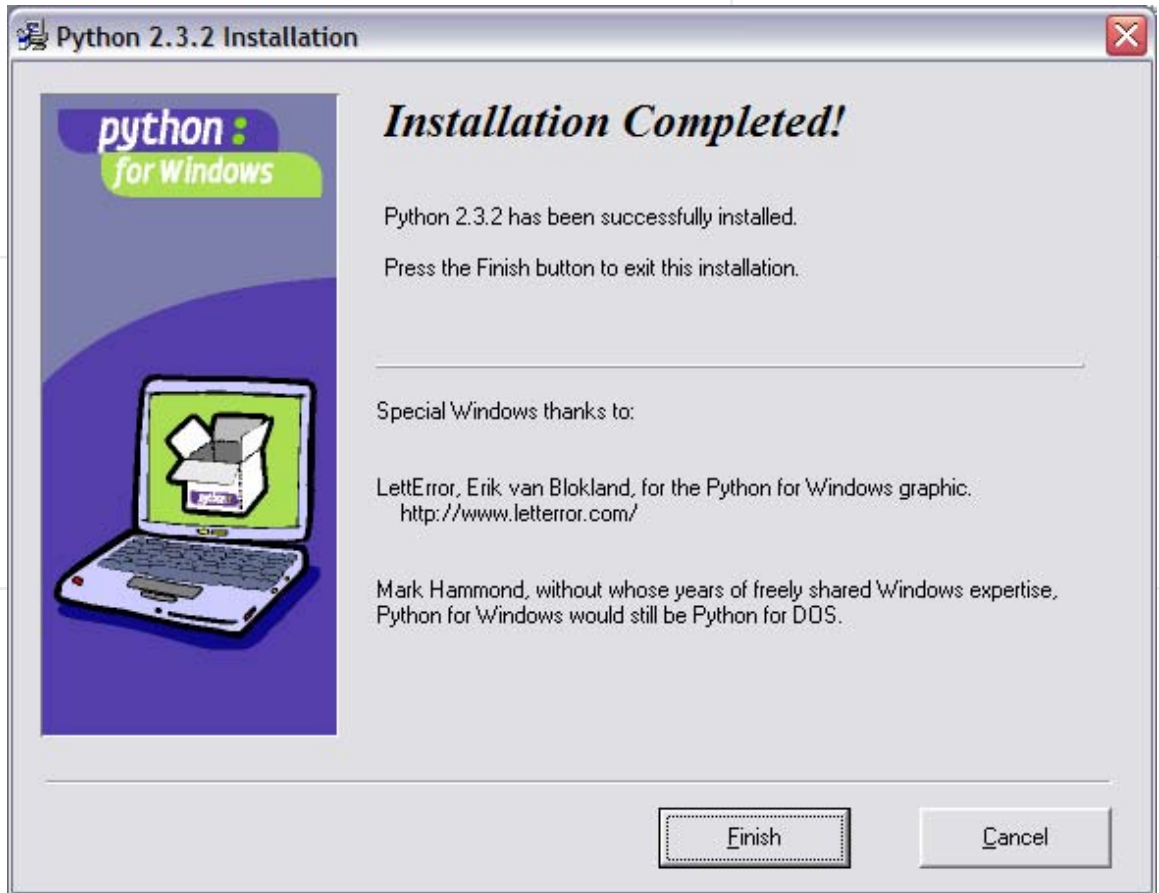 Python 2.3.2 Installation
python:
for Windows
Installation Completed!
Python 2.3.2 has been successfully installed.
Press the Finish button to exit this installation.
Special Windows thanks to:
LettError, Erik van Blokland, for the Python for Windows graphic.
http://www.letterror.com/
Mark Hammond, without whose years of freely shared Windows expertise,
Python for Windows would still be Python for DOS.
Finish
Cancel